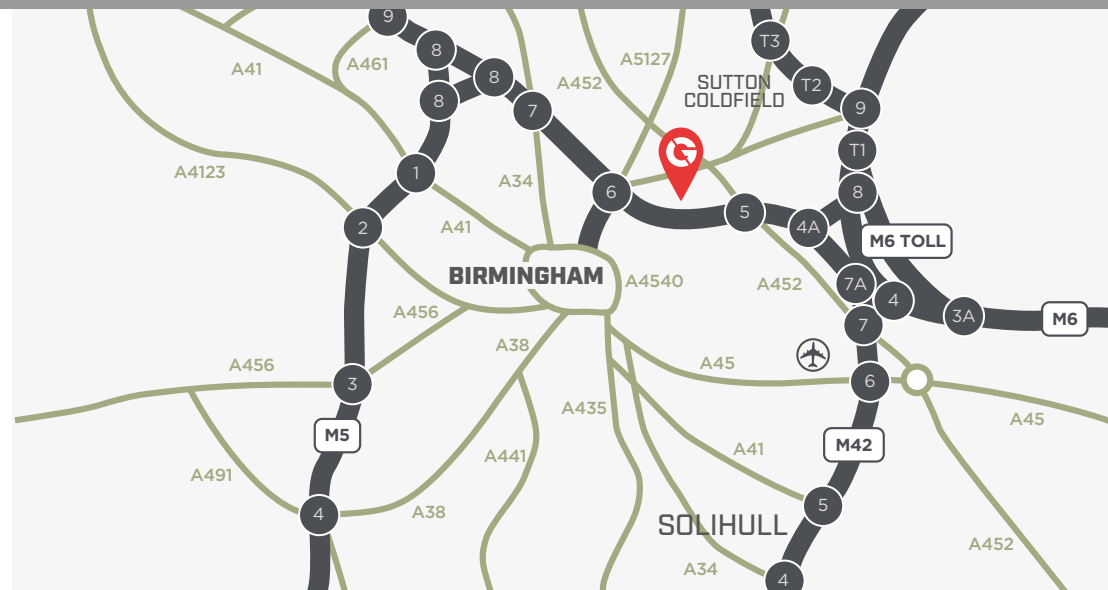 9
8
T3
A5127
A461
A41
8
A452
SUTTON
COLDFIELD
T2
8
7
9
T1
A4123
1
A34
6
8
5
2
A41
4A
M6 TOLL
BIRMINGHAM
A4540
A452
7A
4
A456
3A
M6
7
A38
A456
A45
3
6
A435
A45
M5
A41
M42
A441
A491
5
4
A38
SOLIHULL
A452
A34
4
G